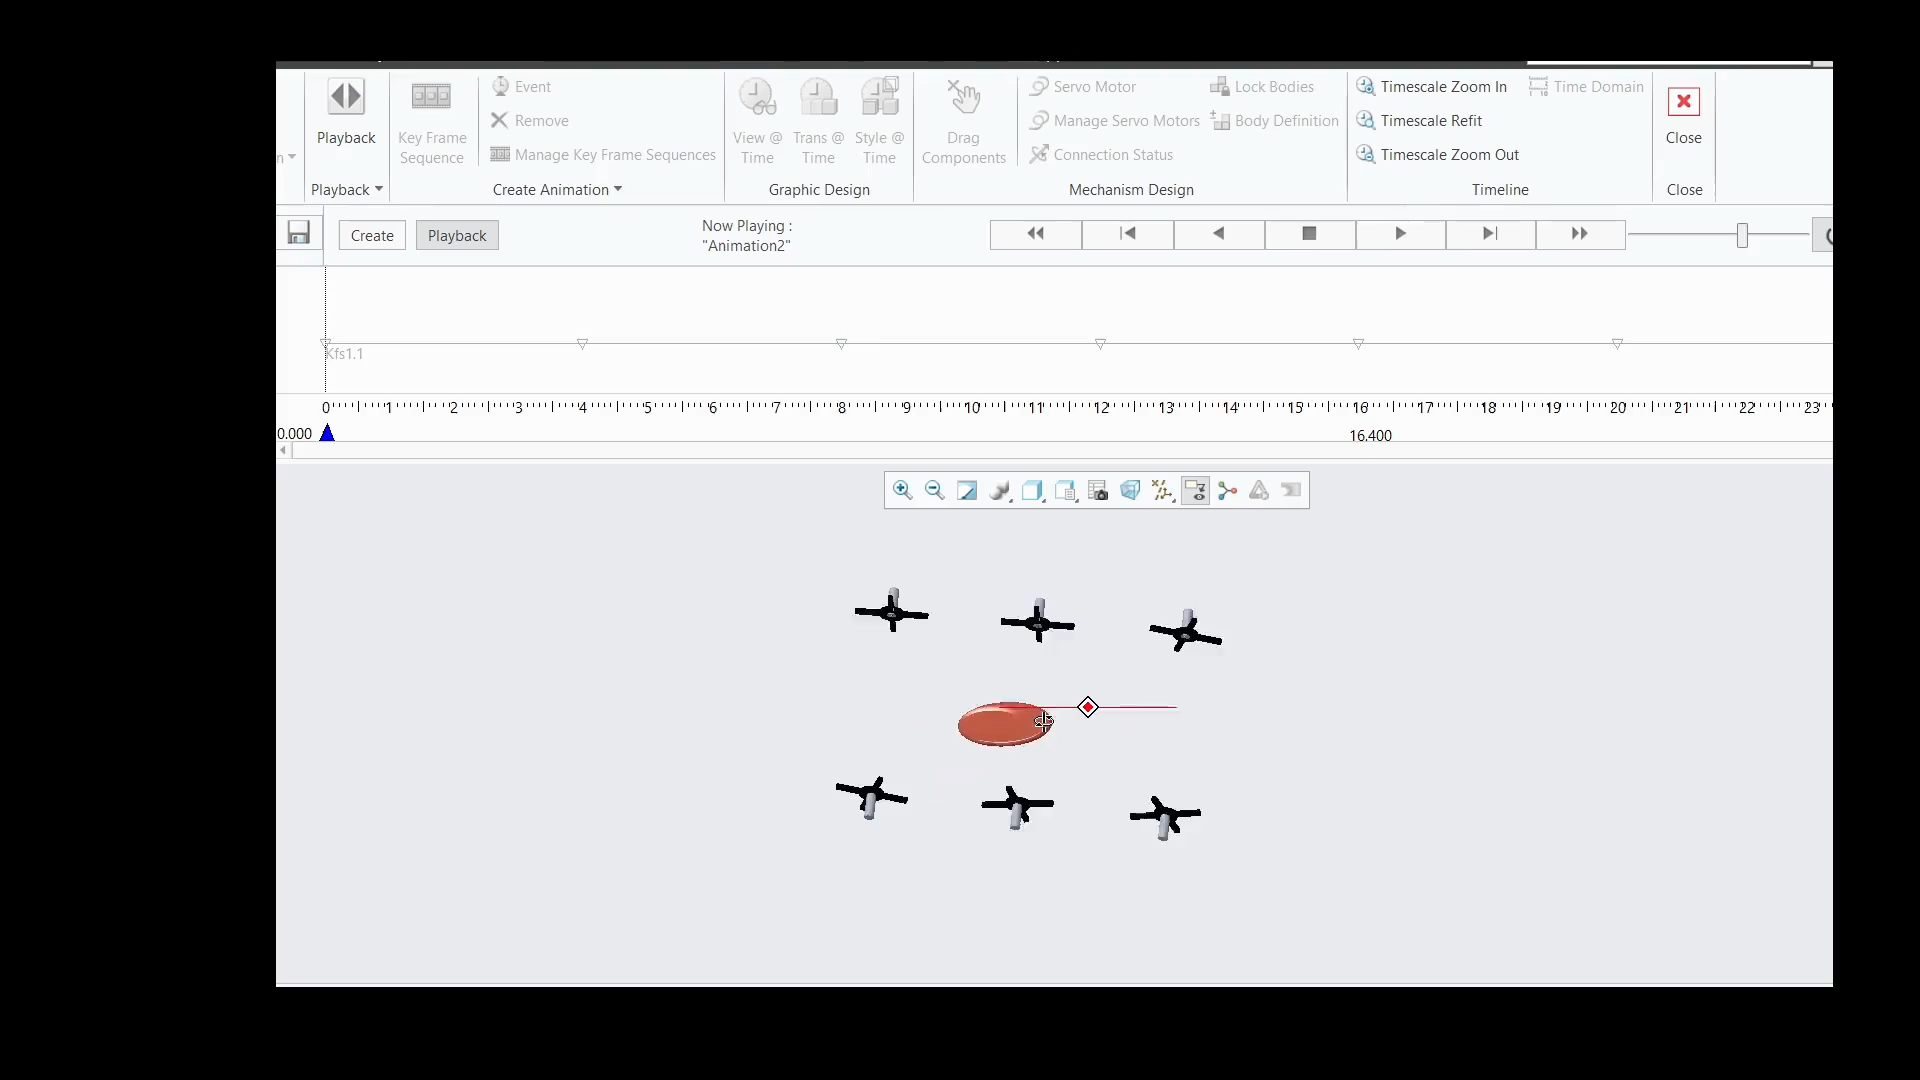 Playback
Key Frame
Sequence
Event
Remove
Manage Key Frame Sequences
View @
Time
Trans @
Time
Style @
Time
Drag
Components
Servo Motor
Manage Servo Motors
Connection Status
Lock Bodies
Body Definition
Timescale Zoom In
Timescale Refit
Timescale Zoom Out
Time Domain
Close
Playback
Create Animation
Graphic Design
Mechanism Design
Timeline
Close
Create
Playback
Now Playing :
"Animation2"
Kfs1.1
0 1 2 3 4 5 6 7 8 9 10 11 12 13 14 15 16 17 18 19 20 21 22 23
0.000
16.400